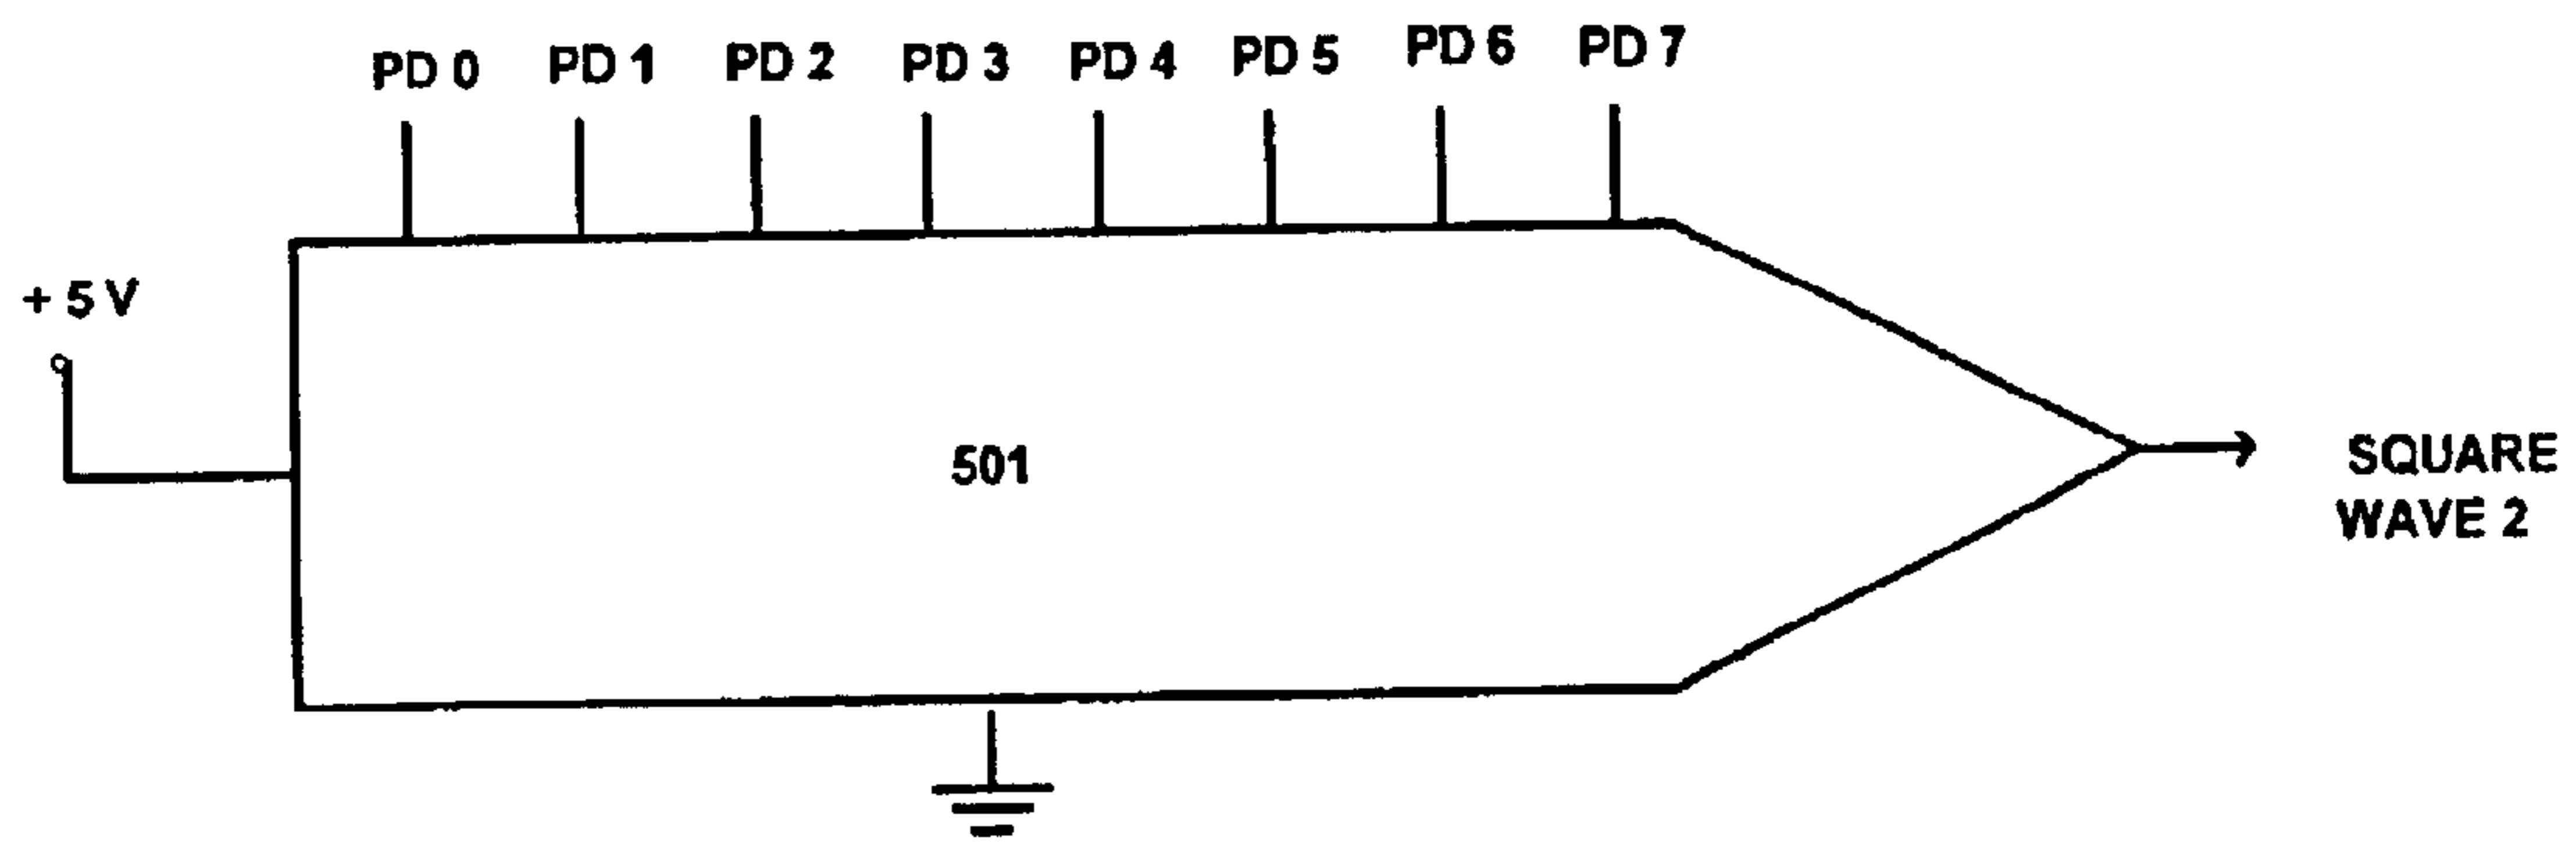 PD 0 PD 1 PD 2 PD 3 PD 4 PD 5 PD 6 PD 7
+ 5 V
501
SQUARE
WAVE 2